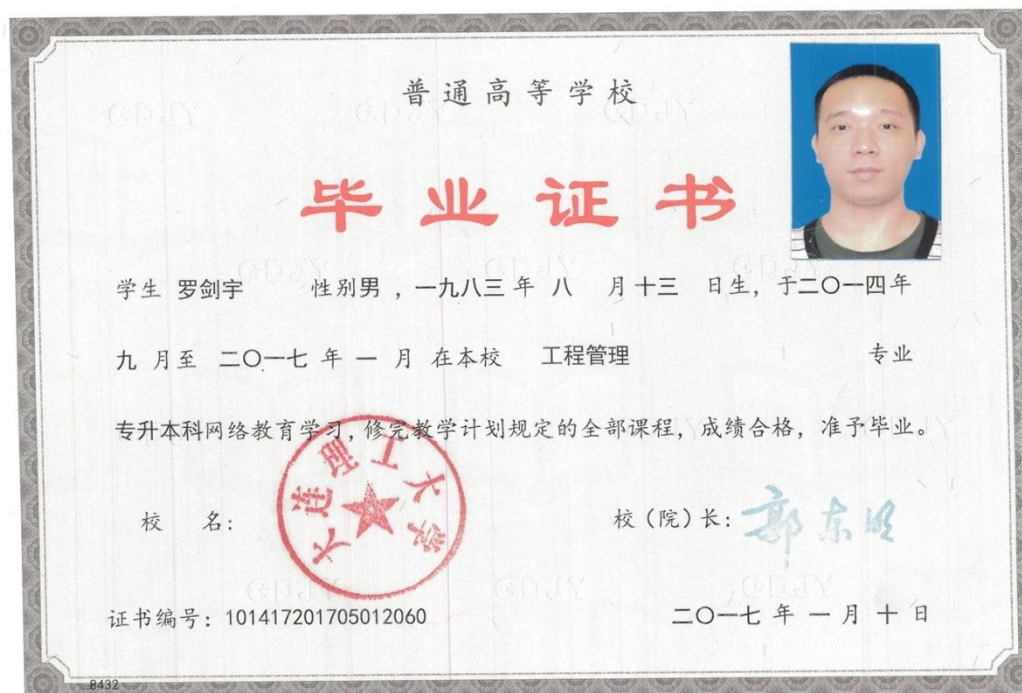 普通高等学校
毕业证书
学生 罗剑宇 性别男 ，一九八三 年 八 月十三 日生，于二〇一四年
九 月至 二〇一七 年 一 月 在本校 工程管理 专业
专升本科网络教育学习，修完教学计划规定的全部课程，成绩合格，准予毕业。
大连理工大学
校 名： 校（院）长： 郭东明
证书编号：101417201705012060 二〇一七 年 一 月 十 日
8432